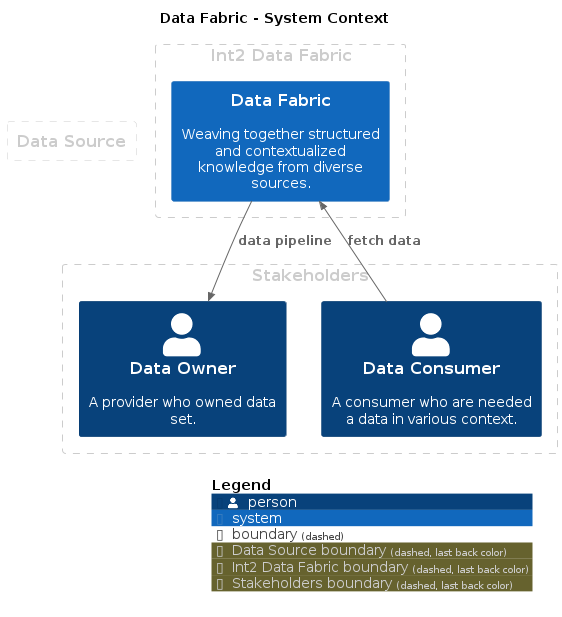 Data Fabric - System Context
Int2 Data Fabric
Data Fabric
Weaving together structured
and contextualized
knowledge from diverse
sources.
Data Source
data pipeline
fetch data
Stakeholders
Data Owner
A provider who owned data
set.
Data Consumer
A consumer who are needed
a data in various context.
Legend
person
system
boundary (dashed)
Data Source boundary (dashed, last back color)
Int2 Data Fabric boundary (dashed, last back color)
Stakeholders boundary (dashed, last back color)